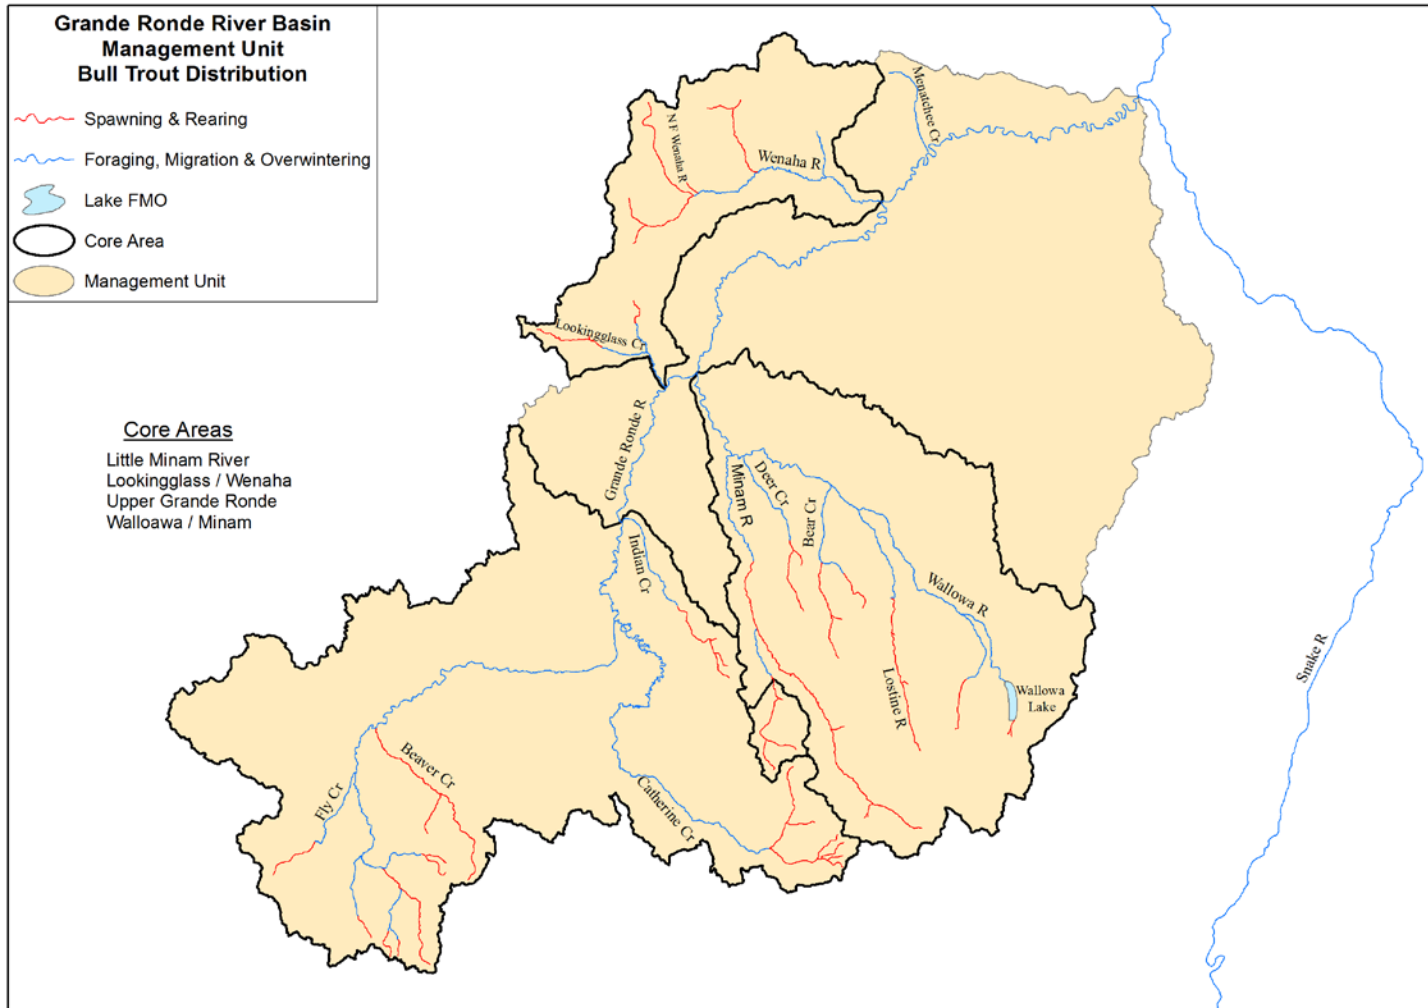 Grande Ronde River Basin
Management Unit
Bull Trout Distribution
Spawning & Rearing
Foraging, Migration & Overwintering
Lake FMO
Core Area
Management Unit
Menatchee Cr
N F Wenaha R
Wenaha R
Lookingglass Cr
Grande Ronde R
Core Areas
Little Minam River
Lookingglass / Wenaha
Upper Grande Ronde
Walloawa / Minam
Minam R
Deer Cr
Bear Cr
Indian Cr
Wallowa R
Snake R
Lostine R
Wallowa
Lake
Beaver Cr
Fly Cr
Catherine Cr